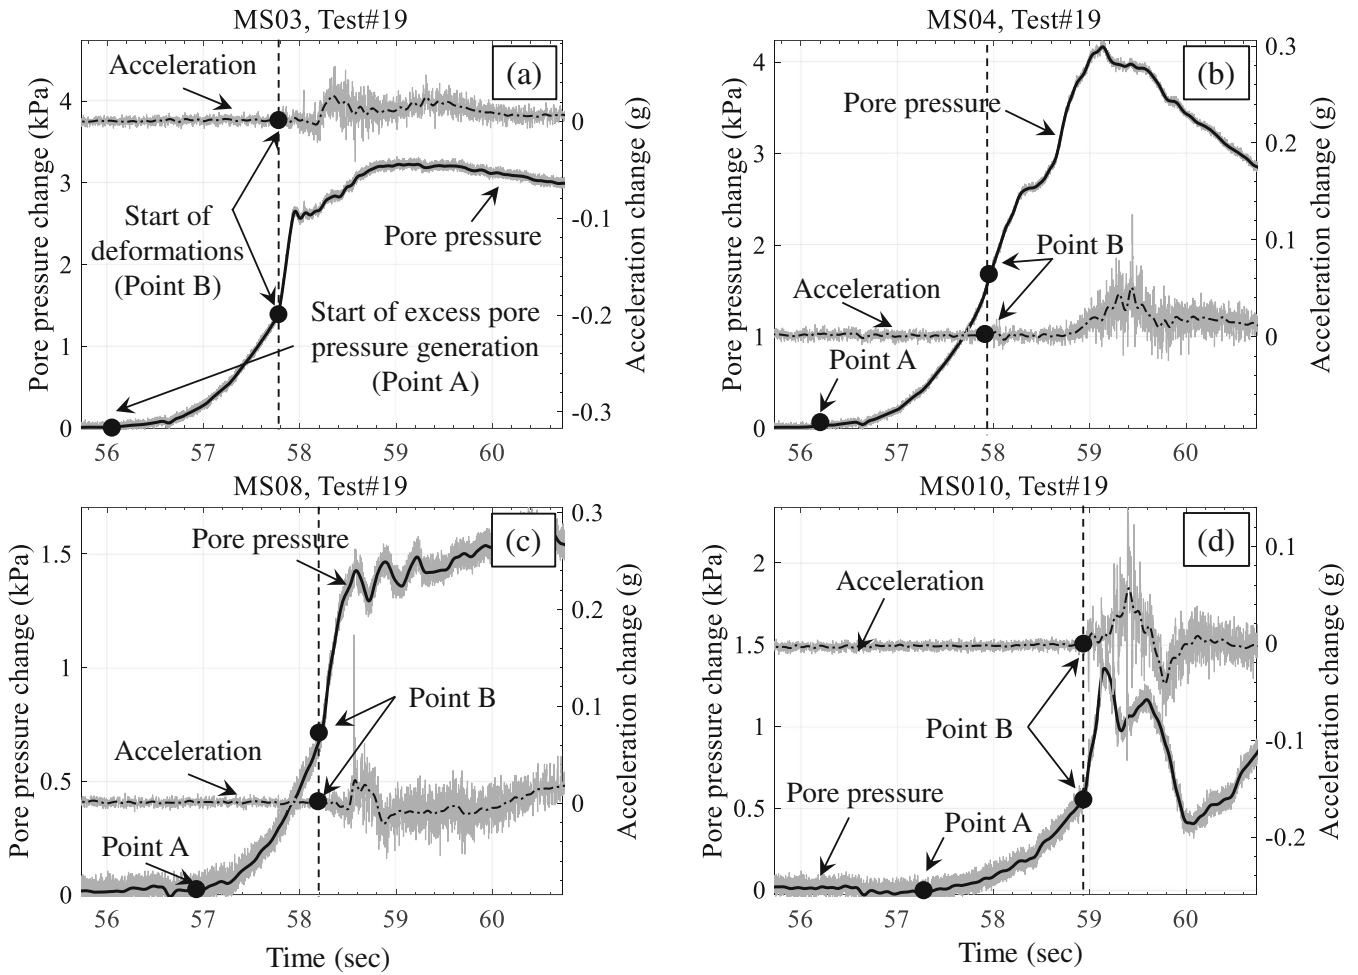 MS03, Test#19
(a)
Acceleration
Start of
deformations
(Point B)
Pore pressure
Start of excess pore
pressure generation
(Point A)
Pore pressure change (kPa)
4
3
2
1
0
Acceleration change (g)
0
-0.1
-0.2
-0.3
56 57 58 59 60
MS04, Test#19
(b)
Pore pressure
Point B
Acceleration
Point A
Pore pressure change (kPa)
4
3
2
1
0
Acceleration change (g)
0.3
0.2
0.1
0
56 57 58 59 60
MS08, Test#19
(c)
Pore pressure
Point B
Acceleration
Point A
Pore pressure change (kPa)
1.5
1
0.5
0
Acceleration change (g)
0.3
0.2
0.1
0
56 57 58 59 60
Time (sec)
MS010, Test#19
(d)
Acceleration
Point B
Pore pressure
Point A
Pore pressure change (kPa)
2
1.5
1
0.5
0
Acceleration change (g)
0.1
0
-0.1
-0.2
56 57 58 59 60
Time (sec)